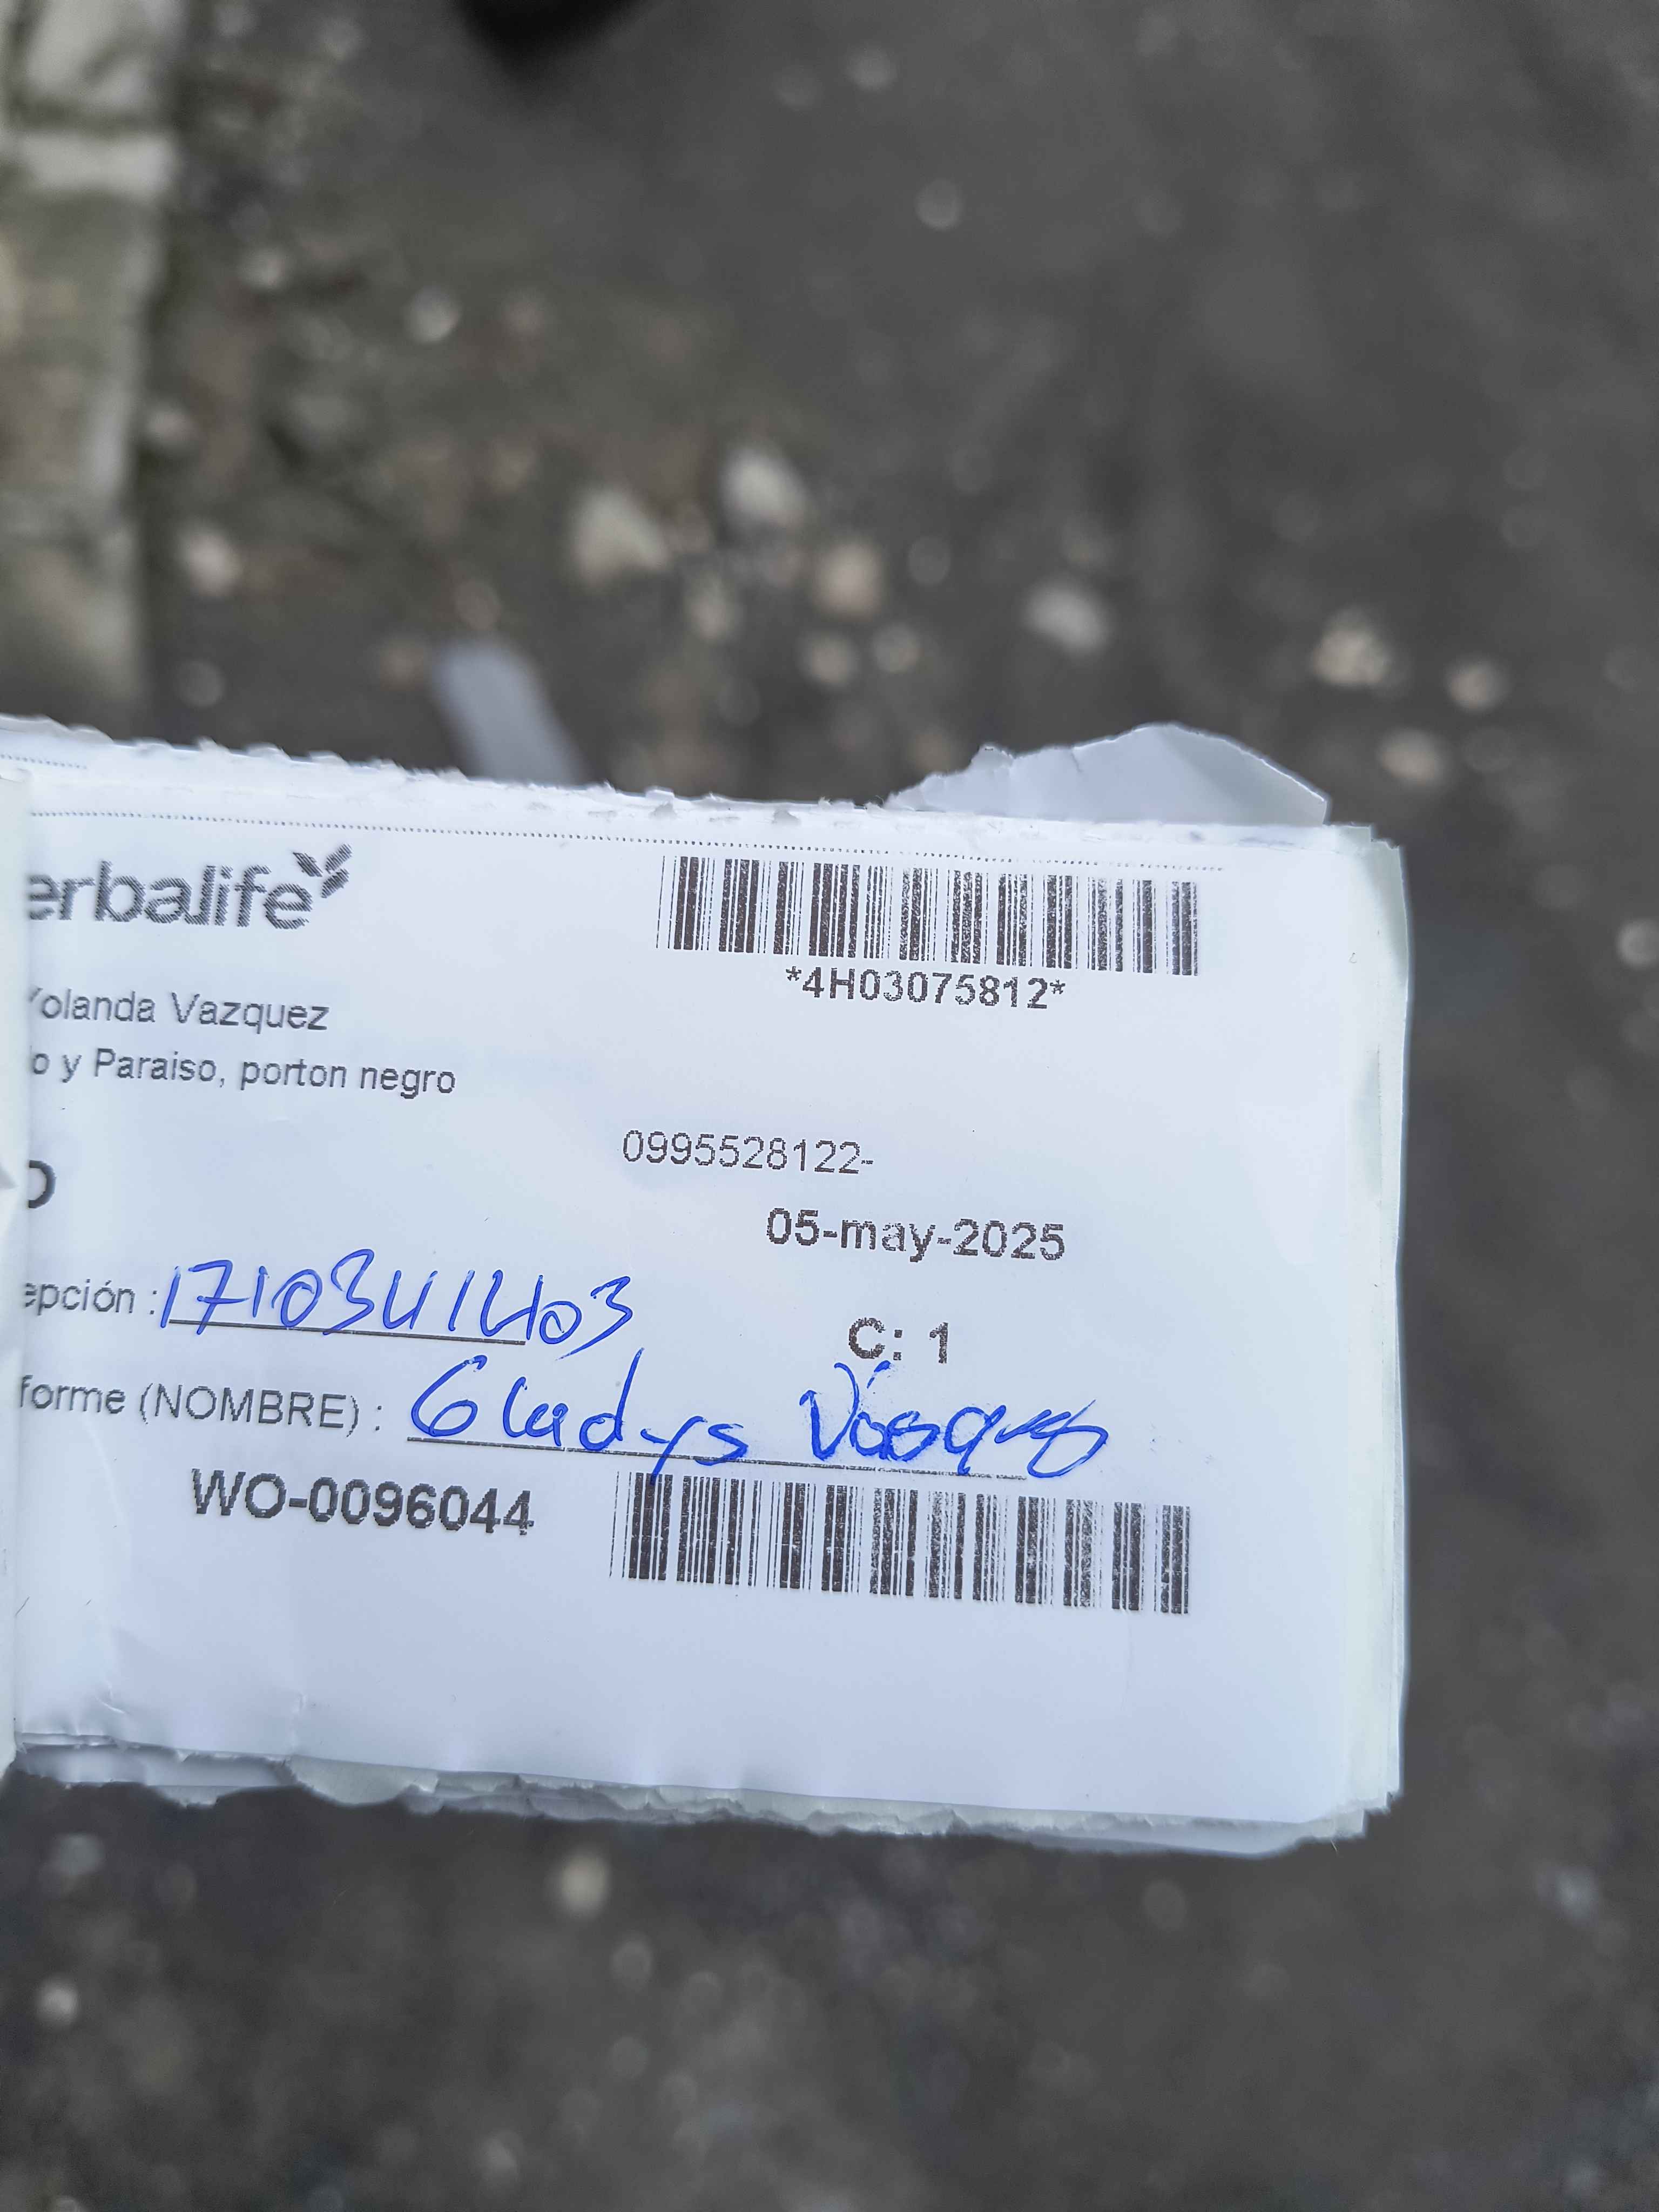 erbalife
*4H03075812*
Yolanda Vazquez
o y Paraiso, porton negro
0995528122-
O
05-may-2025
epción : 1710341403
C: 1
forme (NOMBRE) : Gladys Vásquez
WO-0096044